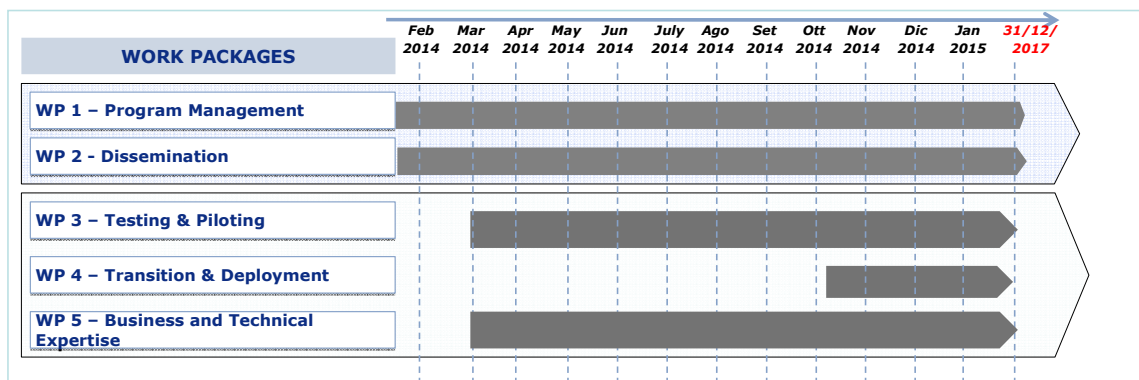 Feb Mar Apr May Jun July Ago Set Ott Nov Dic Jan 31/12/
2014 2014 2014 2014 2014 2014 2014 2014 2014 2014 2014 2015 2017
WORK PACKAGES
WP 1 – Program Management
WP 2 - Dissemination
WP 3 – Testing & Piloting
WP 4 – Transition & Deployment
WP 5 – Business and Technical
Expertise